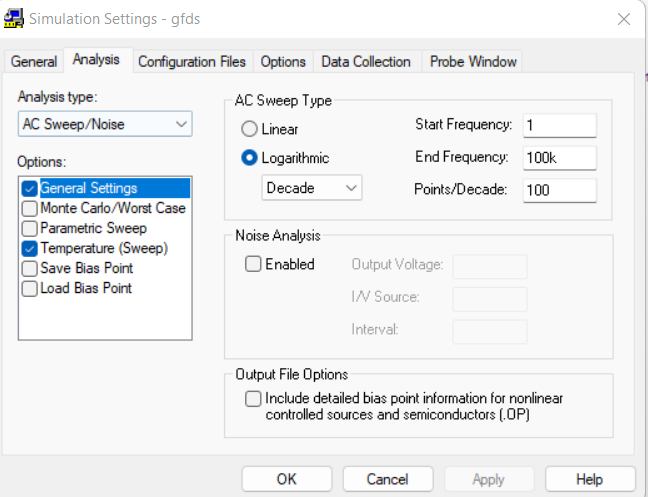 Simulation Settings - gfds
General
Analysis
Configuration Files
Options
Data Collection
Probe Window
Analysis type:
AC Sweep/Noise
Options:
General Settings
Monte Carlo/Worst Case
Parametric Sweep
Temperature (Sweep)
Save Bias Point
Load Bias Point
AC Sweep Type
Linear
Logarithmic
Decade
Start Frequency: 1
End Frequency: 100k
Points/Decade: 100
Noise Analysis
Enabled
Output Voltage:
I/V Source:
Interval:
Output File Options
Include detailed bias point information for nonlinear
controlled sources and semiconductors (.OP)
OK
Cancel
Apply
Help